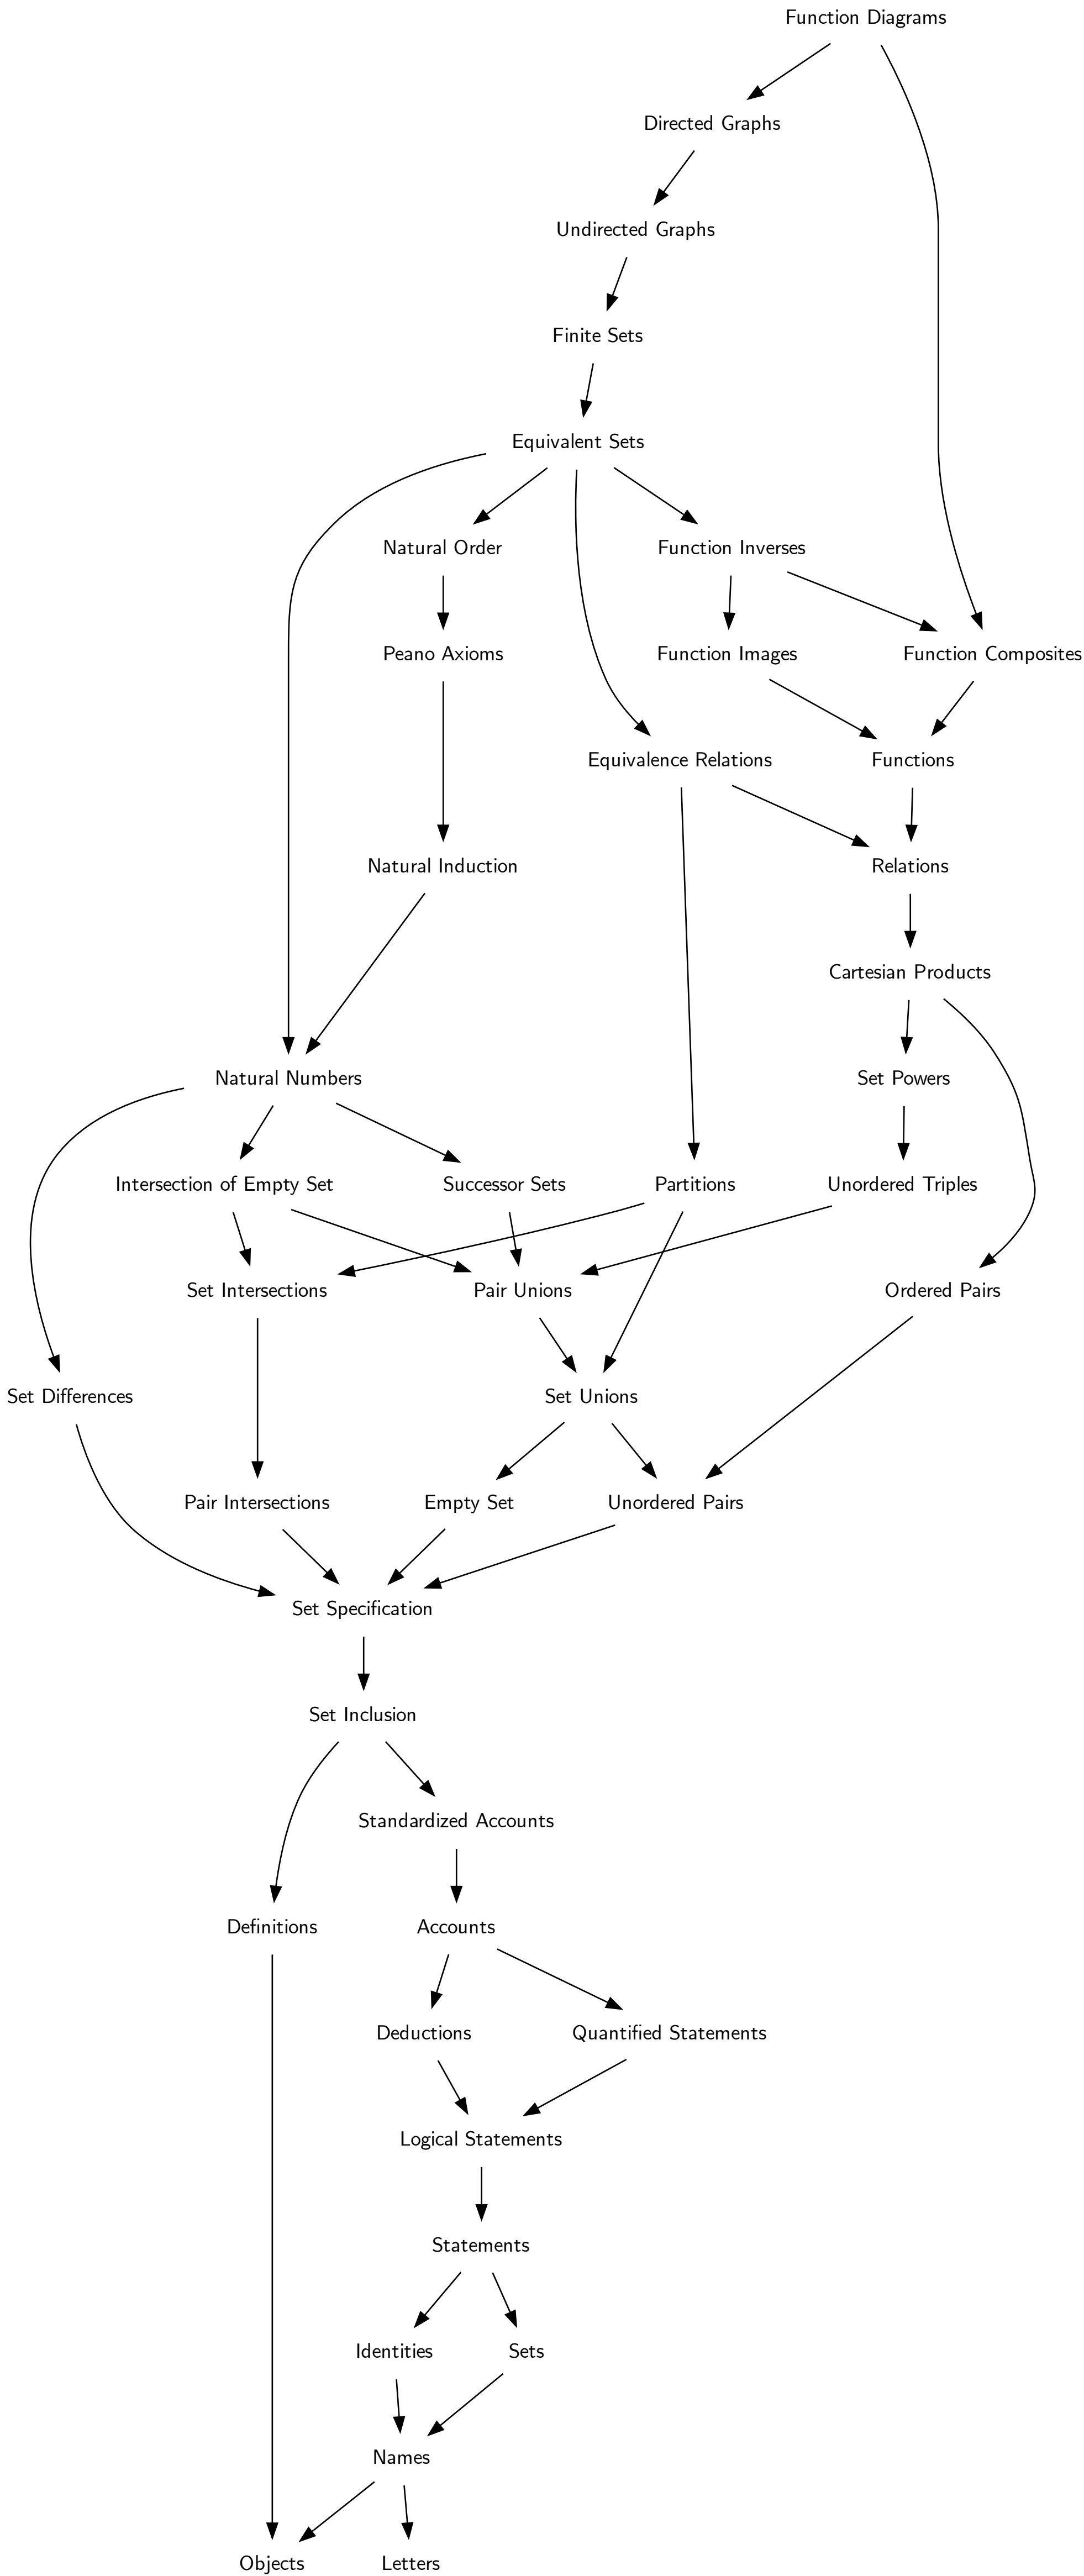 Function Diagrams
Directed Graphs
Undirected Graphs
Finite Sets
Equivalent Sets
Natural Order
Function Inverses
Peano Axioms
Function Images
Function Composites
Equivalence Relations
Functions
Natural Induction
Relations
Cartesian Products
Natural Numbers
Set Powers
Intersection of Empty Set
Successor Sets
Partitions
Unordered Triples
Set Intersections
Pair Unions
Ordered Pairs
Set Differences
Set Unions
Pair Intersections
Empty Set
Unordered Pairs
Set Specification
Set Inclusion
Standardized Accounts
Definitions
Accounts
Deductions
Quantified Statements
Logical Statements
Statements
Identities
Sets
Names
Objects
Letters